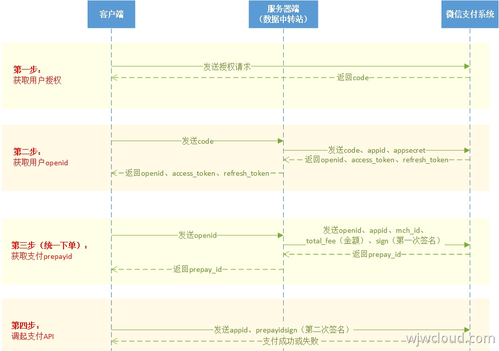 客户端
服务器端
（数据中转站）
微信支付系统
第一步：
获取用户授权
发送授权请求
返回code
第二步：
获取用户openid
发送code
发送code、appid、appsecret
返回openid、access_token、refresh_token
返回openid、access_token、refresh_token
第三步（统一下单）：
获取支付prepayid
发送openid
发送openid、appid、mch_id、
total_fee（金额）、sign（第一次签名）
返回prepay_id
返回prepay_id
第四步：
调起支付API
发送appid、prepayidsign（第二次签名）
支付成功或失败
wjwcloud.com